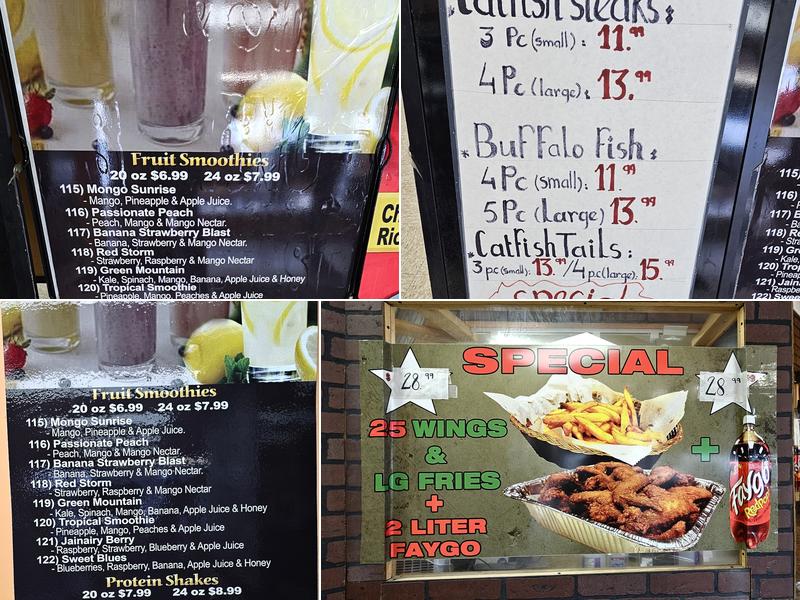 Fruit Smoothies
20 oz $6.99 24 oz $7.99
115) Mongo Sunrise
- Mango, Pineapple & Apple Juice.
116) Passionate Peach
- Peach, Mango & Mango Nectar.
117) Banana Strawberry Blast
- Banana, Strawberry & Mango Nectar.
118) Red Storm
- Strawberry, Raspberry & Mango Nectar
119) Green Mountain
- Kale, Spinach, Mango, Banana, Apple Juice & Honey
120) Tropical Smoothie
- Pineapple, Mango, Peaches & Apple Juice
Catfish Steaks:
3 Pc (small): 11.99
4 Pc (large): 13.99
*Buffalo Fish:
4 Pc (small): 11.99
5 Pc (large) 13.99
*Catfish Tails:
3 pc (small): 13.99/4 pc (large): 15.99
Special
Fruit Smoothies
20 oz $6.99 24 oz $7.99
115) Mongo Sunrise
- Mango, Pineapple & Apple Juice.
116) Passionate Peach
- Peach, Mango & Mango Nectar.
117) Banana Strawberry Blast
- Banana, Strawberry & Mango Nectar.
118) Red Storm
- Strawberry, Raspberry & Mango Nectar
119) Green Mountain
- Kale, Spinach, Mango, Banana, Apple Juice & Honey
120) Tropical Smoothie
- Pineapple, Mango, Peaches & Apple Juice
121) Jainairy Berry
- Raspberry, Strawberry, Blueberry & Apple Juice
122) Sweet Blues
- Blueberries, Raspberry, Banana, Apple Juice & Honey
Protein Shakes
20 oz $7.99 24 oz $8.99
SPECIAL
28.99
28.99
25 WINGS
&
LG FRIES
+
2 LITER
FAYGO
+
Faygo
Redpop